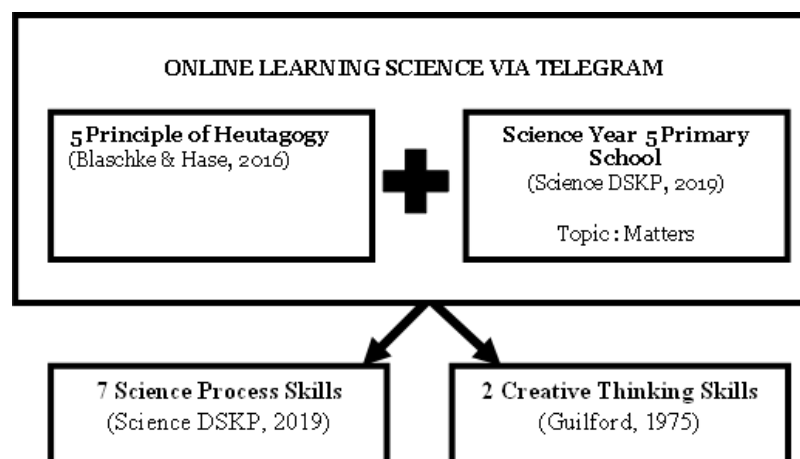 ONLINE LEARNING SCIENCE VIA TELEGRAM
5 Principle of Heutagogy
(Blaschke & Hase, 2016)
Science Year 5 Primary
School
(Science DSKP, 2019)
Topic : Matters
7 Science Process Skills
(Science DSKP, 2019)
2 Creative Thinking Skills
(Guilford, 1975)